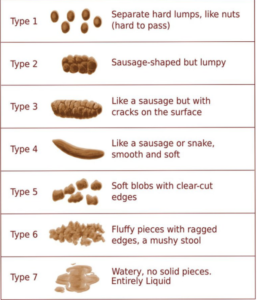 Type 1
Separate hard lumps, like nuts
(hard to pass)
Type 2
Sausage-shaped but lumpy
Type 3
Like a sausage but with
cracks on the surface
Type 4
Like a sausage or snake,
smooth and soft
Type 5
Soft blobs with clear-cut
edges
Type 6
Fluffy pieces with ragged
edges, a mushy stool
Type 7
Watery, no solid pieces.
Entirely Liquid